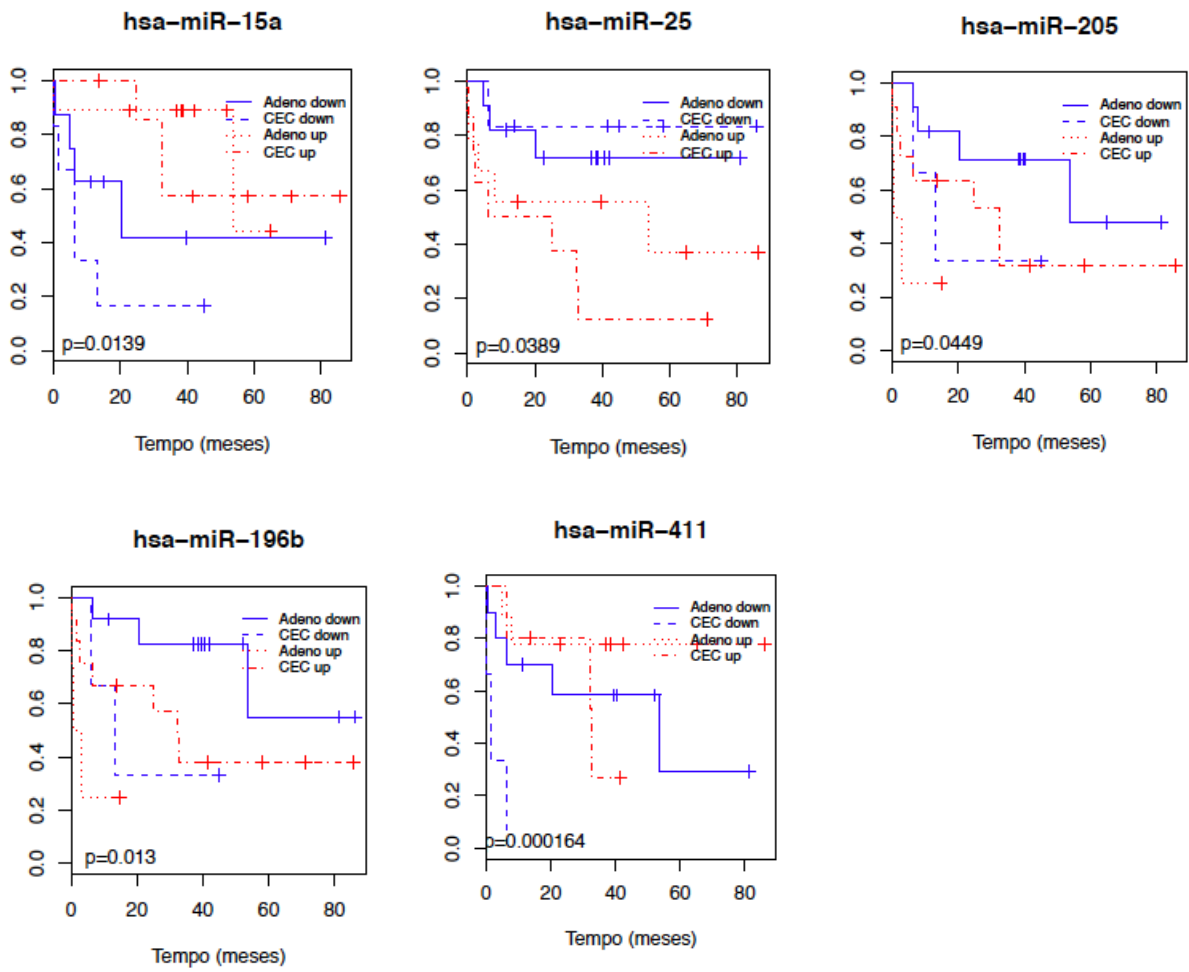 hsa-miR-15a
1.0
0.8
0.6
0.4
0.2
0.0
Adeno down
CEC down
Adeno up
CEC up
p=0.0139
0 20 40 60 80
Tempo (meses)
hsa-miR-25
1.0
0.8
0.6
0.4
0.2
0.0
Adeno down
CEC down
Adeno up
CEC up
p=0.0389
0 20 40 60 80
Tempo (meses)
hsa-miR-205
1.0
0.8
0.6
0.4
0.2
0.0
Adeno down
CEC down
Adeno up
CEC up
p=0.0449
0 20 40 60 80
Tempo (meses)
hsa-miR-196b
1.0
0.8
0.6
0.4
0.2
0.0
Adeno down
CEC down
Adeno up
CEC up
p=0.013
0 20 40 60 80
Tempo (meses)
hsa-miR-411
1.0
0.8
0.6
0.4
0.2
0.0
Adeno down
CEC down
Adeno up
CEC up
p=0.000164
0 20 40 60 80
Tempo (meses)